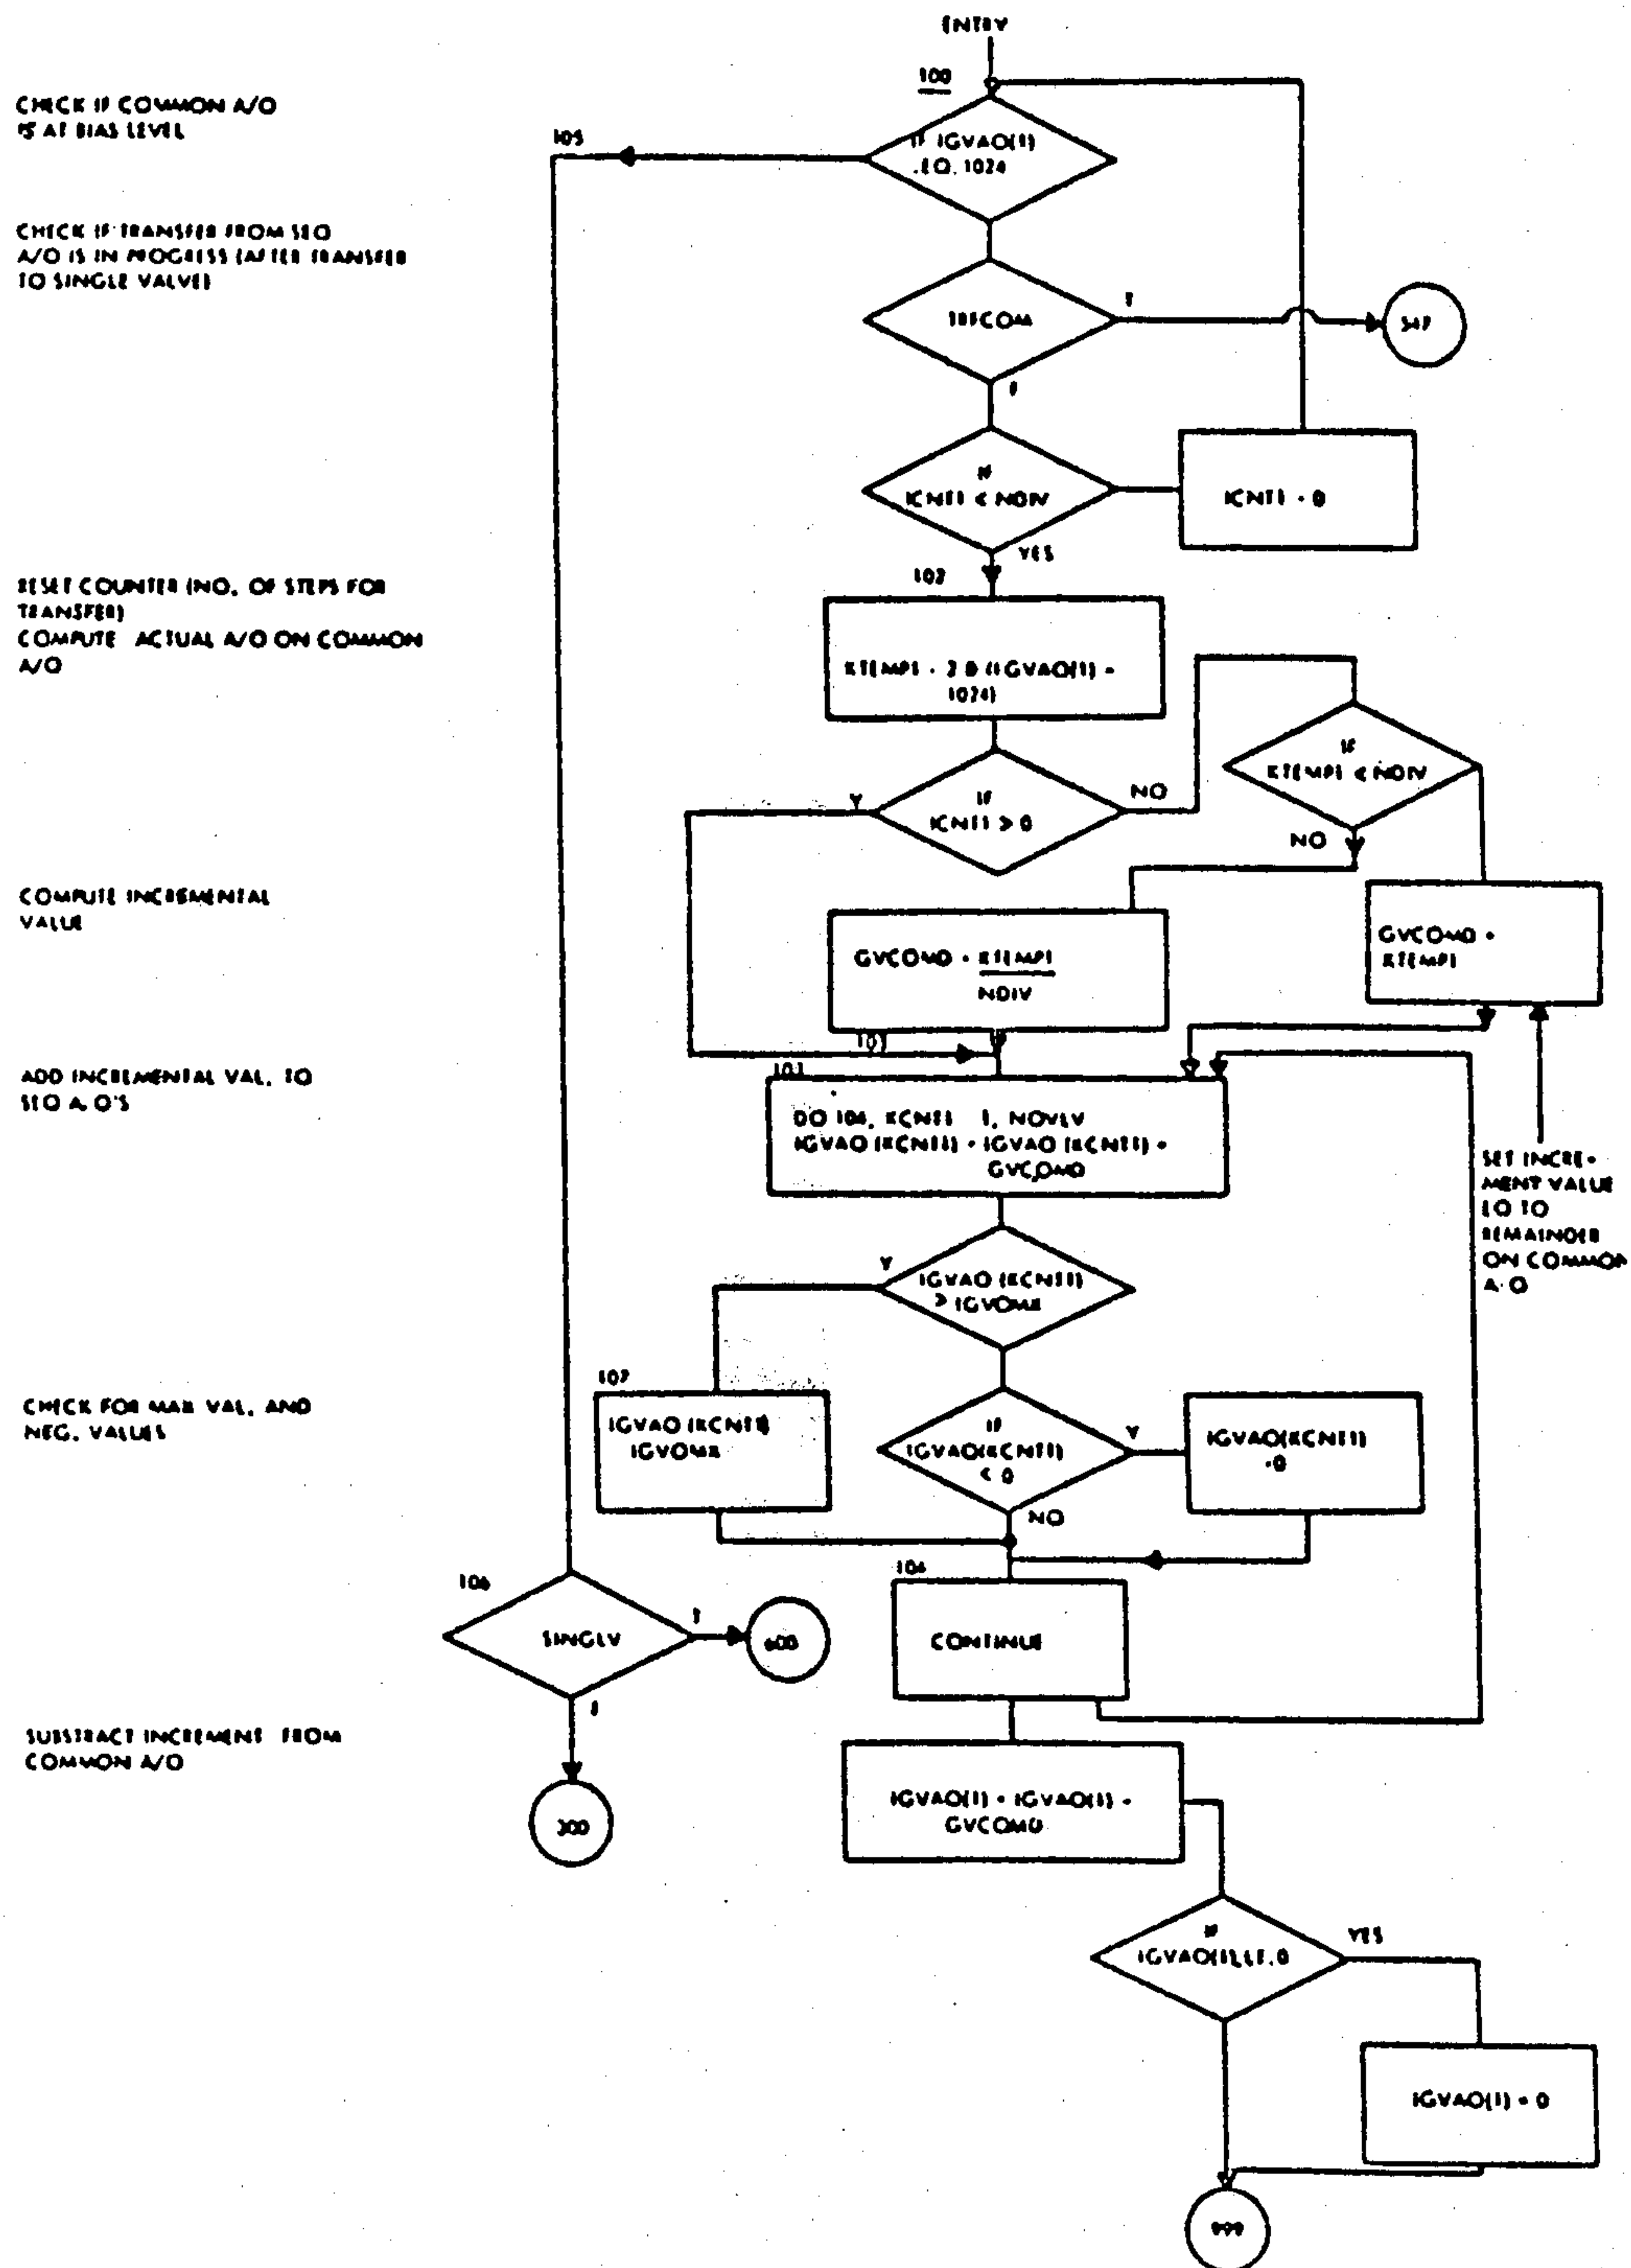 ENTRY
100
CHECK IF COMMON A/O
IS AT BIAS LEVEL
105
IF IGVAO(1)
.EQ. 1024
CHECK IF TRANSFER FROM SEQ
A/O IS IN PROGRESS (AFTER TRANSFER
TO SINGLE VALVE)
T
F
IF
ICNT1 < NDIV
ICNT1 = 0
YES
102
RESET COUNTER (NO. OF STEPS FOR
TRANSFER)
COMPUTE ACTUAL A/O ON COMMON
A/O
(IGVAO(1) -
1024)
IF
KTEMP1 < NDIV
Y
IF
ICNT1 > 0
NO
NO
COMPUTE INCREMENTAL
VALUE
GVCOMD = KTEMP1
NDIV
GVCOMD =
KTEMP1
ADD INCREMENTAL VAL. TO
SEQ A.O'S
103
DO 104, KCNT1 1, NOVLV
IGVAO (KCNT1) = IGVAO (KCNT1) +
GVCOMD
SET INCRE-
MENT VALUE
EQ TO
REMAINDER
ON COMMON
A.O
Y
IGVAO (KCNT1)
> IGVOMX
CHECK FOR MAX VAL. AND
NEG. VALUES
107
IGVAO (KCNT1)
IGVOMX
IF
IGVAO(KCNT1)
< 0
Y
IGVAO(KCNT1)
=0
NO
104
106
SINGLV
T
600
CONTINUE
F
SUBSTRACT INCREMENT FROM
COMMON A/O
300
IGVAO(1) = IGVAO(1) -
GVCOMD
IF
IGVAO(1).LT.0
YES
IGVAO(1) = 0
999